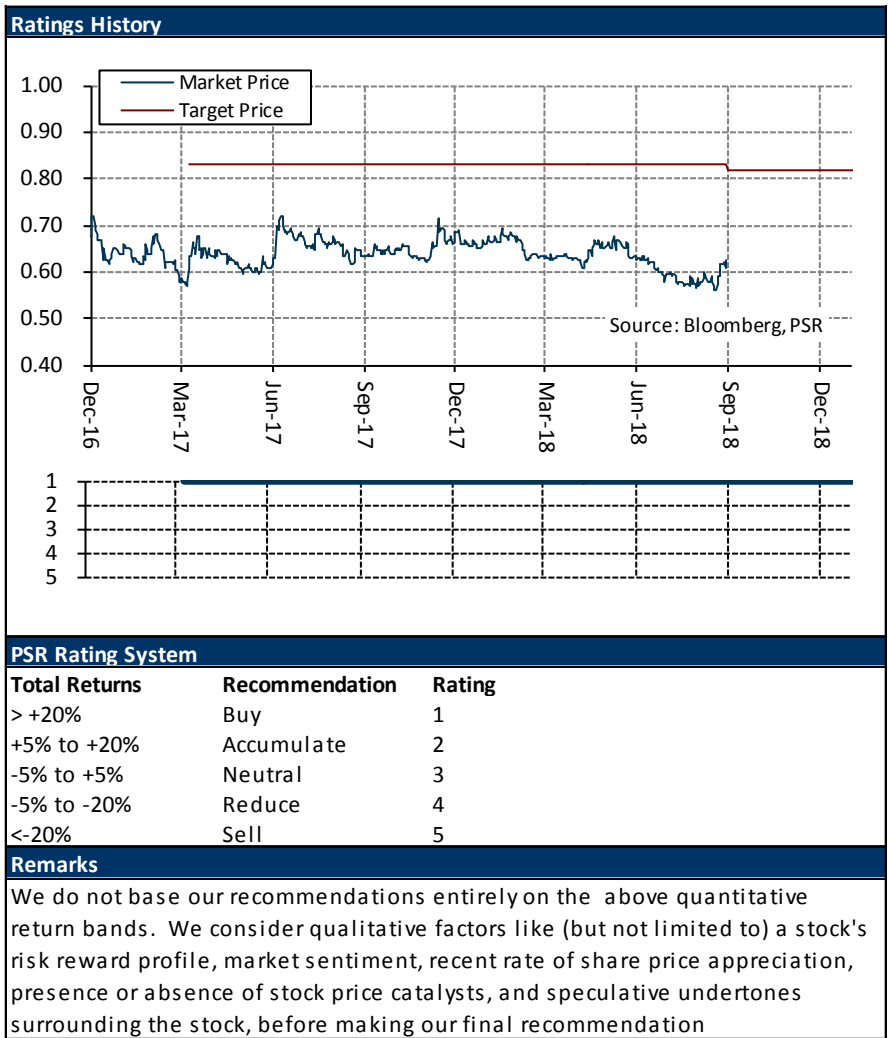 Ratings History
Market Price
Target Price
1.00
0.90
0.80
0.70
0.60
0.50
0.40
Source: Bloomberg, PSR
Dec-16
Mar-17
Jun-17
Sep-17
Dec-17
Mar-18
Jun-18
Sep-18
Dec-18
1
2
3
4
5
PSR Rating System
Total Returns Recommendation Rating
> +20% Buy 1
+5% to +20% Accumulate 2
-5% to +5% Neutral 3
-5% to -20% Reduce 4
<-20% Sell 5
Remarks
We do not base our recommendations entirely on the above quantitative
return bands. We consider qualitative factors like (but not limited to) a stock's
risk reward profile, market sentiment, recent rate of share price appreciation,
presence or absence of stock price catalysts, and speculative undertones
surrounding the stock, before making our final recommendation